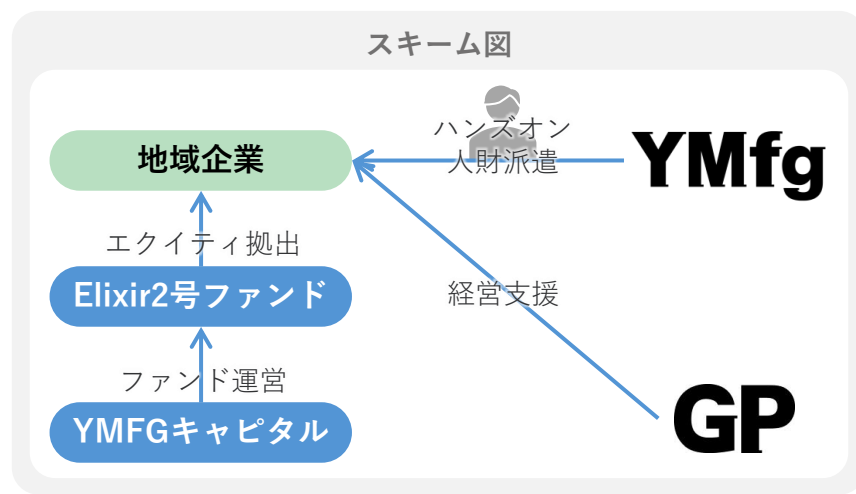 スキーム図
ハンズオン
人財派遣
YMfg
地域企業
エクイティ拠出
Elixir2号ファンド
経営支援
ファンド運営
YMFGキャピタル
GP